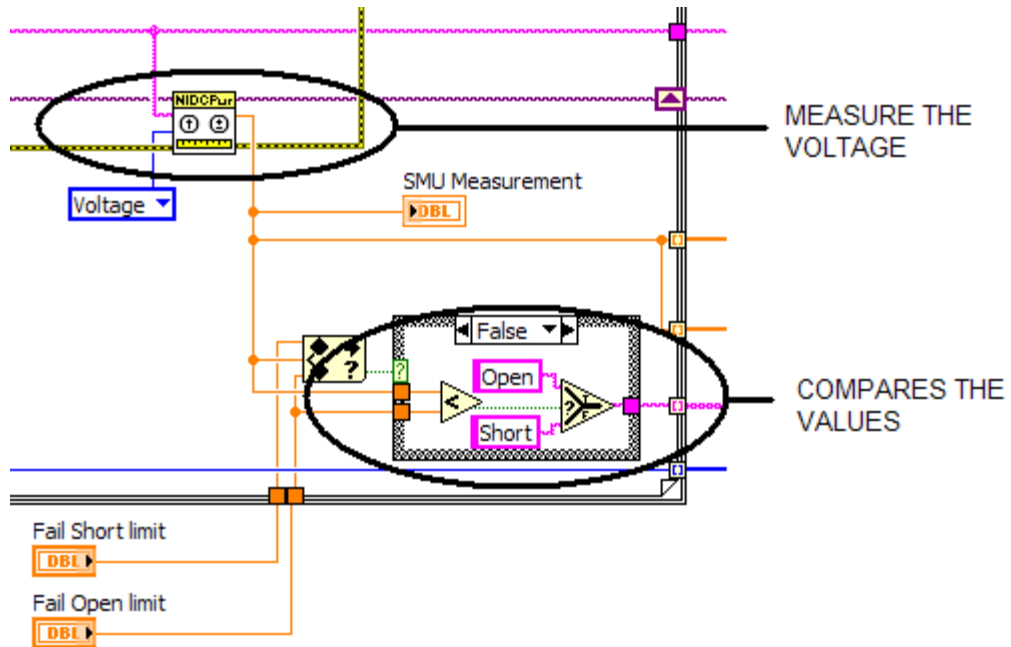 NIDCPwr
MEASURE THE
VOLTAGE
Voltage
SMU Measurement
DBL
False
?
?
Open
<
?
T
F
Short
COMPARES THE
VALUES
Fail Short limit
DBL
Fail Open limit
DBL